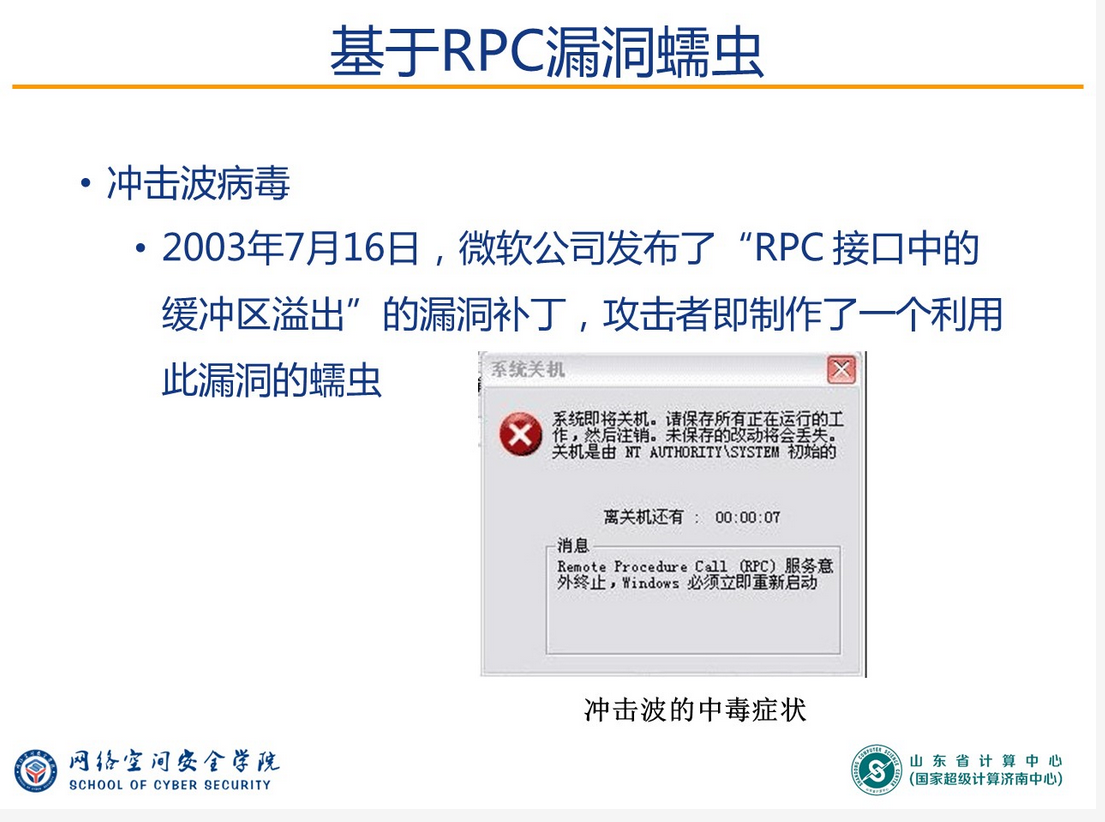 基于RPC漏洞蠕虫
• 冲击波病毒
• 2003年7月16日，微软公司发布了“RPC 接口中的
缓冲区溢出”的漏洞补丁，攻击者即制作了一个利用
此漏洞的蠕虫
系统关机
系统即将关机。请保存所有正在运行的工
作，然后注销。未保存的改动将会丢失。
关机是由 NT AUTHORITY\SYSTEM 初始的
离关机还有 : 00:00:07
消息
Remote Procedure Call (RPC) 服务意
外终止，Windows 必须立即重新启动
冲击波的中毒症状
网络空间安全学院
SCHOOL OF CYBER SECURITY
山东省计算中心
(国家超级计算济南中心)